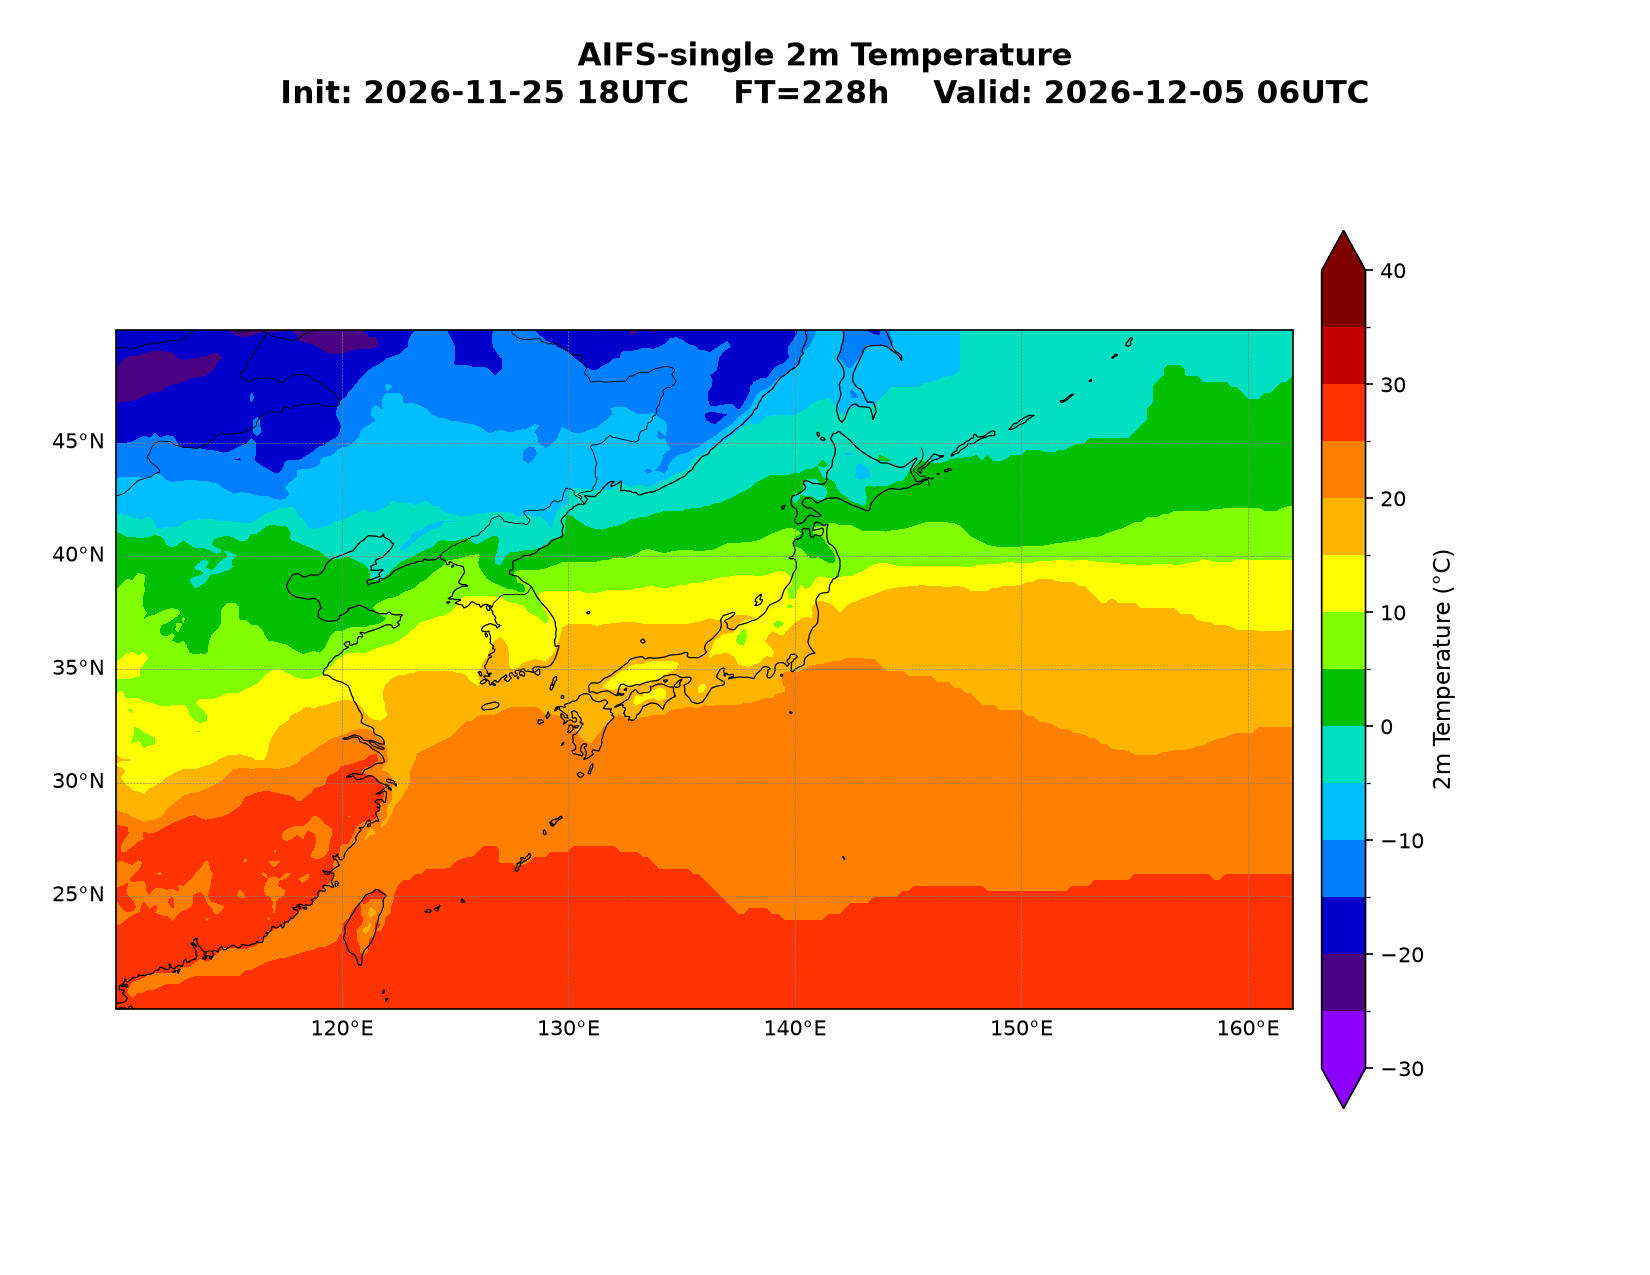 AIFS-single 2m Temperature
Init: 2026-11-25 18UTC    FT=228h    Valid: 2026-12-05 06UTC
45°N
40°N
35°N
30°N
25°N
120°E
130°E
140°E
150°E
160°E
40
30
20
10
0
−10
−20
−30
2m Temperature (°C)